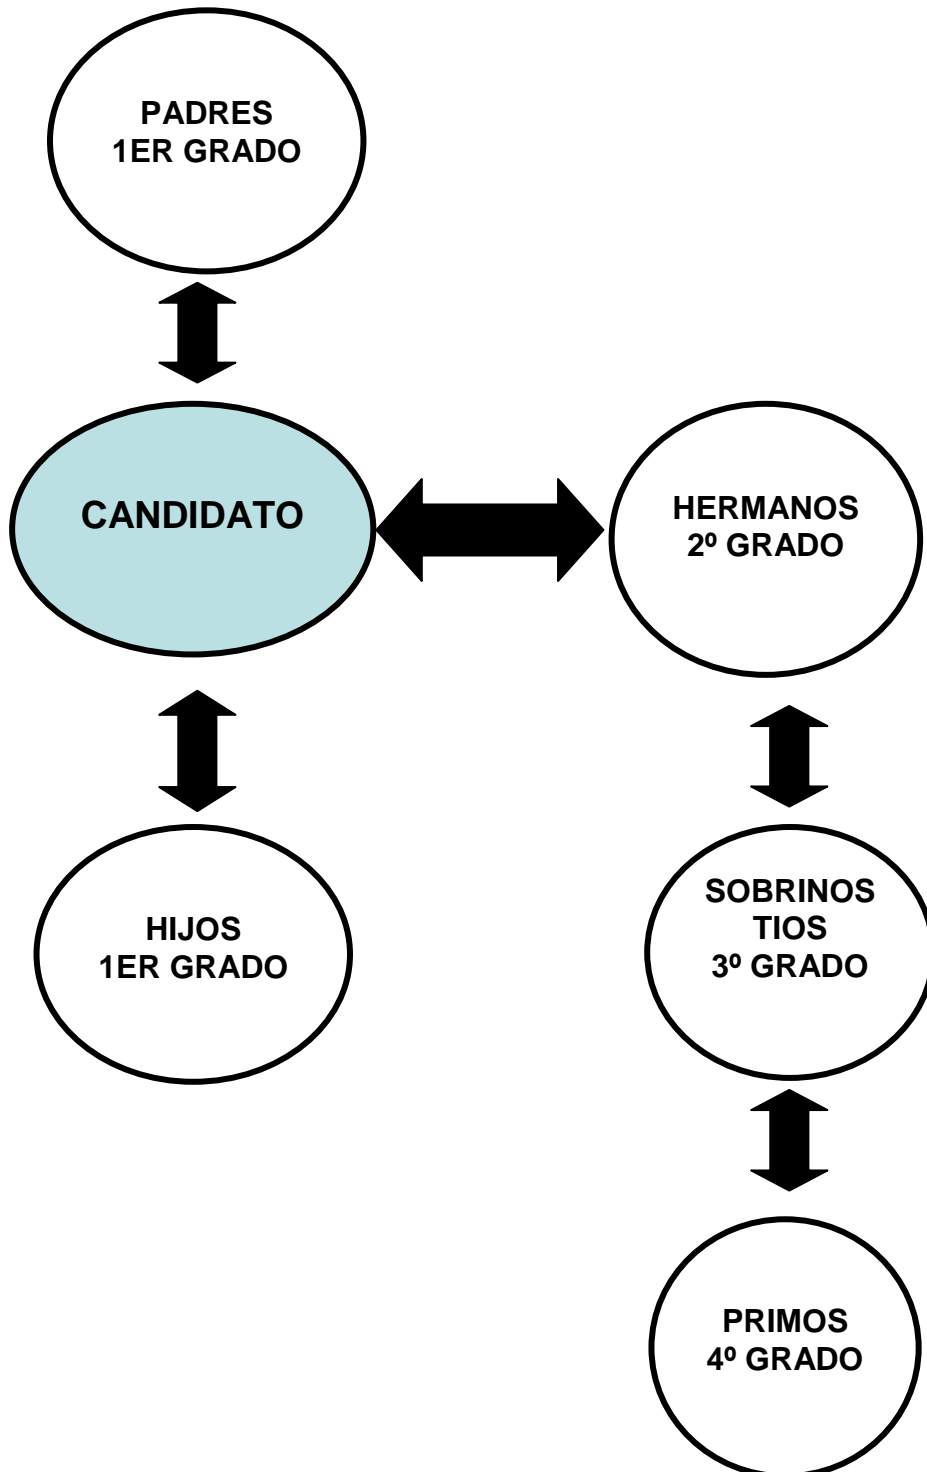 PADRES
1ER GRADO
CANDIDATO
HERMANOS
2º GRADO
HIJOS
1ER GRADO
SOBRINOS
TIOS
3º GRADO
PRIMOS
4º GRADO